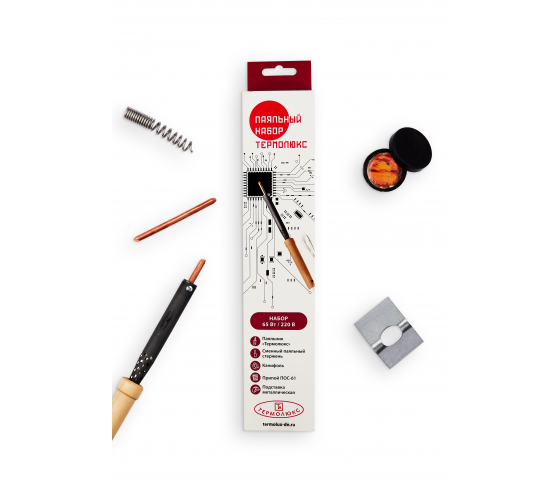 ПАЯЛЬНЫЙ
НАБОР
ТЕРМОЛЮКС
НАБОР
65 Вт / 220 В
Паяльник
«Термолюкс»
Сменный паяльный
стержень
Канифоль
Припой ПОС-61
Подставка
металлическая
ТЕРМОЛЮКС
termolux-dn.ru